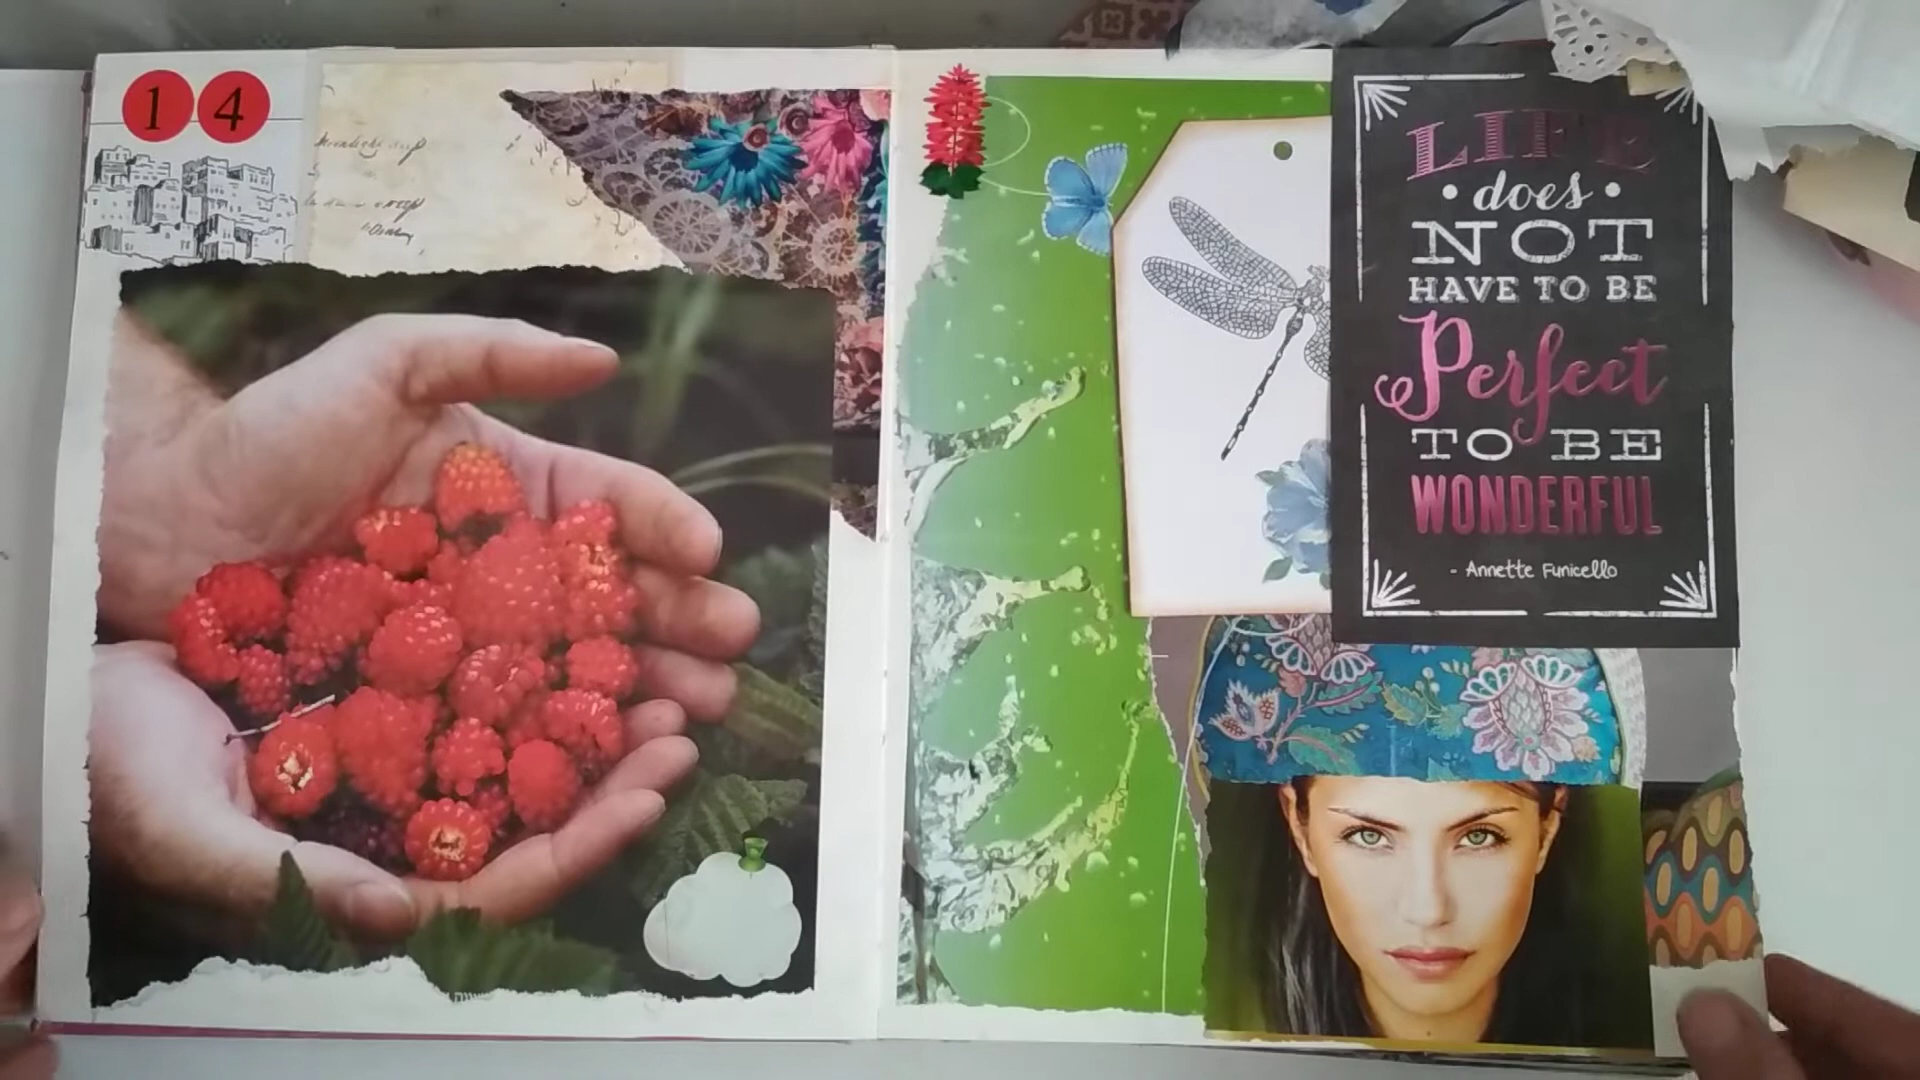 14
LIFE
• does •
NOT
HAVE TO BE
Perfect
TO BE
WONDERFUL
- Annette Funicello